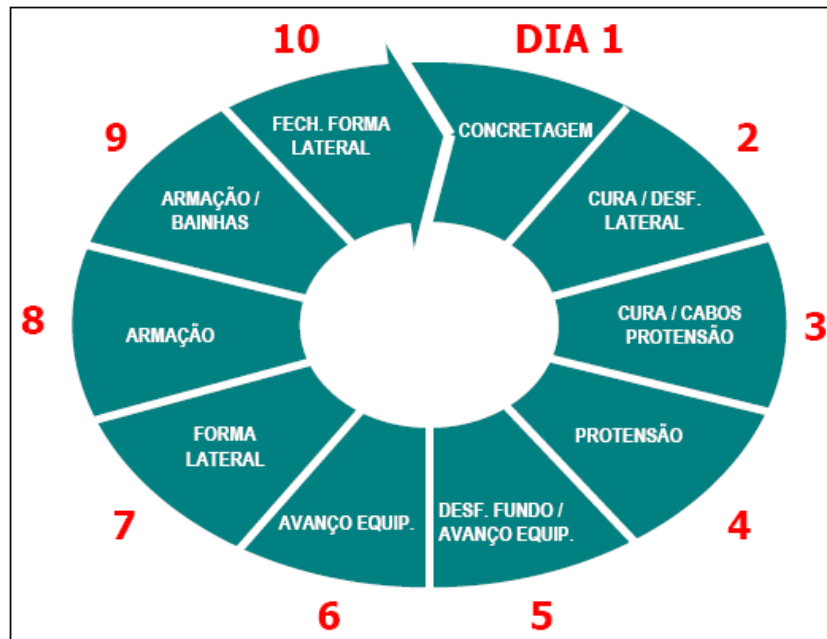 DIA 1
CONCRETAGEM
2
CURA / DESF.
LATERAL
3
CURA / CABOS
PROTENSÃO
4
PROTENSÃO
5
DESF. FUNDO /
AVANÇO EQUIP.
6
AVANÇO EQUIP.
7
FORMA
LATERAL
8
ARMAÇÃO
9
ARMAÇÃO /
BAINHAS
10
FECH. FORMA
LATERAL